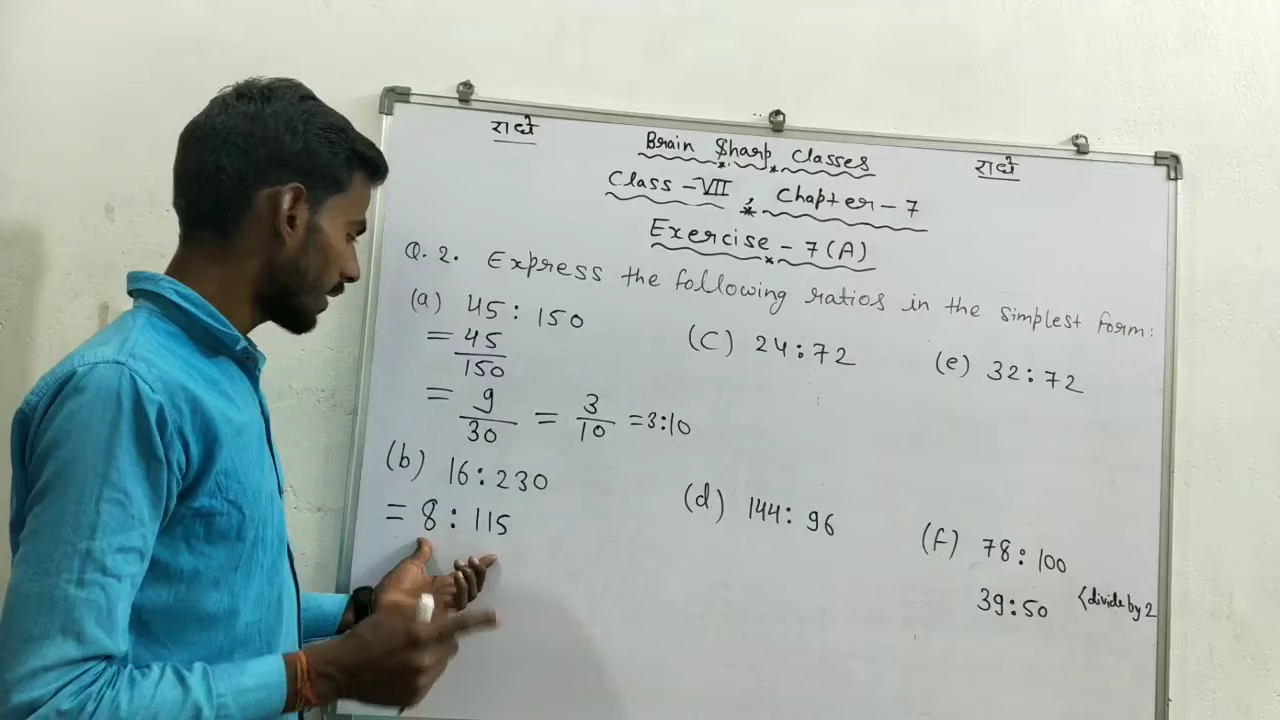 राधे
Brain Sharp Classes
राधे
Class - VII, Chapter - 7
Exercise - 7(A)
Q. 2. Express the following ratios in the simplest form:
(a) 45 : 150
= 45/150
= 9/30 = 3/10 = 3:10
(b) 16 : 230
= 8 : 115
(C) 24 : 72
(d) 144 : 96
(e) 32 : 72
(f) 78 : 100
39 : 50 {divide by 2